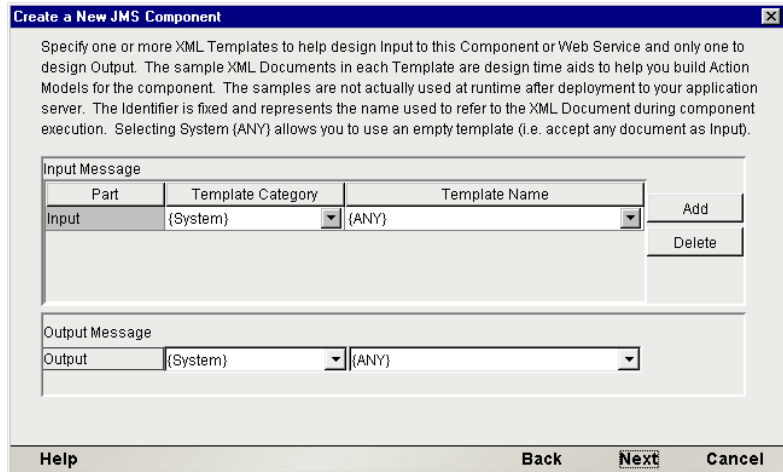 Create a New JMS Component
Specify one or more XML Templates to help design Input to this Component or Web Service and only one to
design Output. The sample XML Documents in each Template are design time aids to help you build Action
Models for the component. The samples are not actually used at runtime after deployment to your application
server. The Identifier is fixed and represents the name used to refer to the XML Document during component
execution. Selecting System {ANY} allows you to use an empty template (i.e. accept any document as Input).
Input Message
Part Template Category Template Name
Input {System} {ANY}
Add
Delete
Output Message
Output {System} {ANY}
Help Back Next Cancel